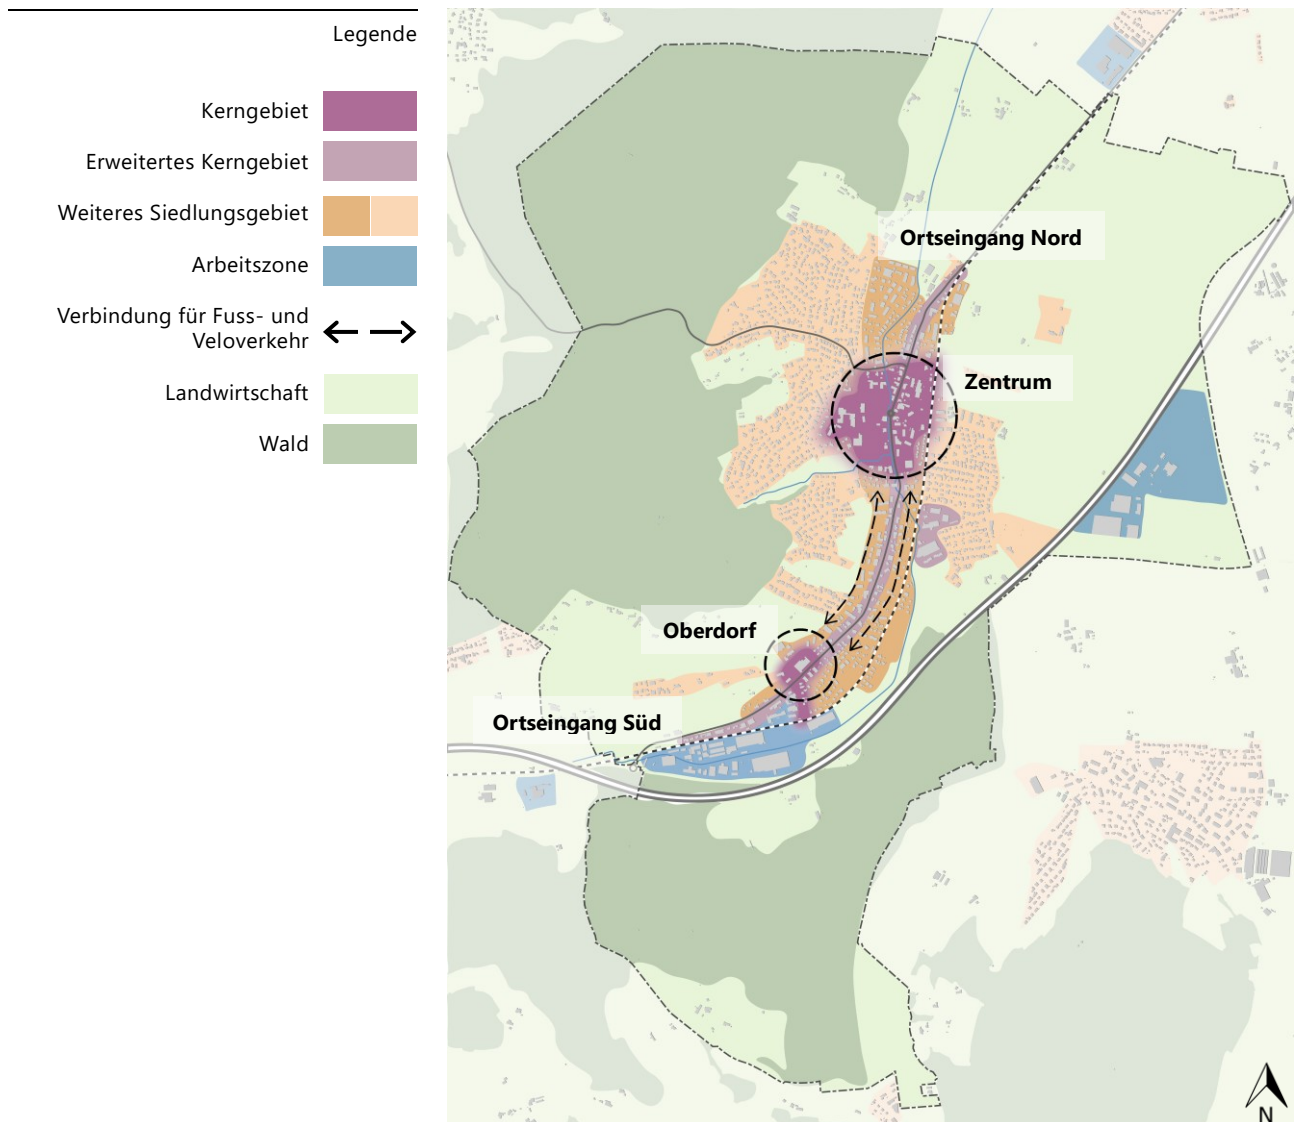 Legende
Kerngebiet
Erweitertes Kerngebiet
Weiteres Siedlungsgebiet
Arbeitszone
Verbindung für Fuss- und
Veloverkehr
Landwirtschaft
Wald
Ortseingang Nord
Zentrum
Oberdorf
Ortseingang Süd
N